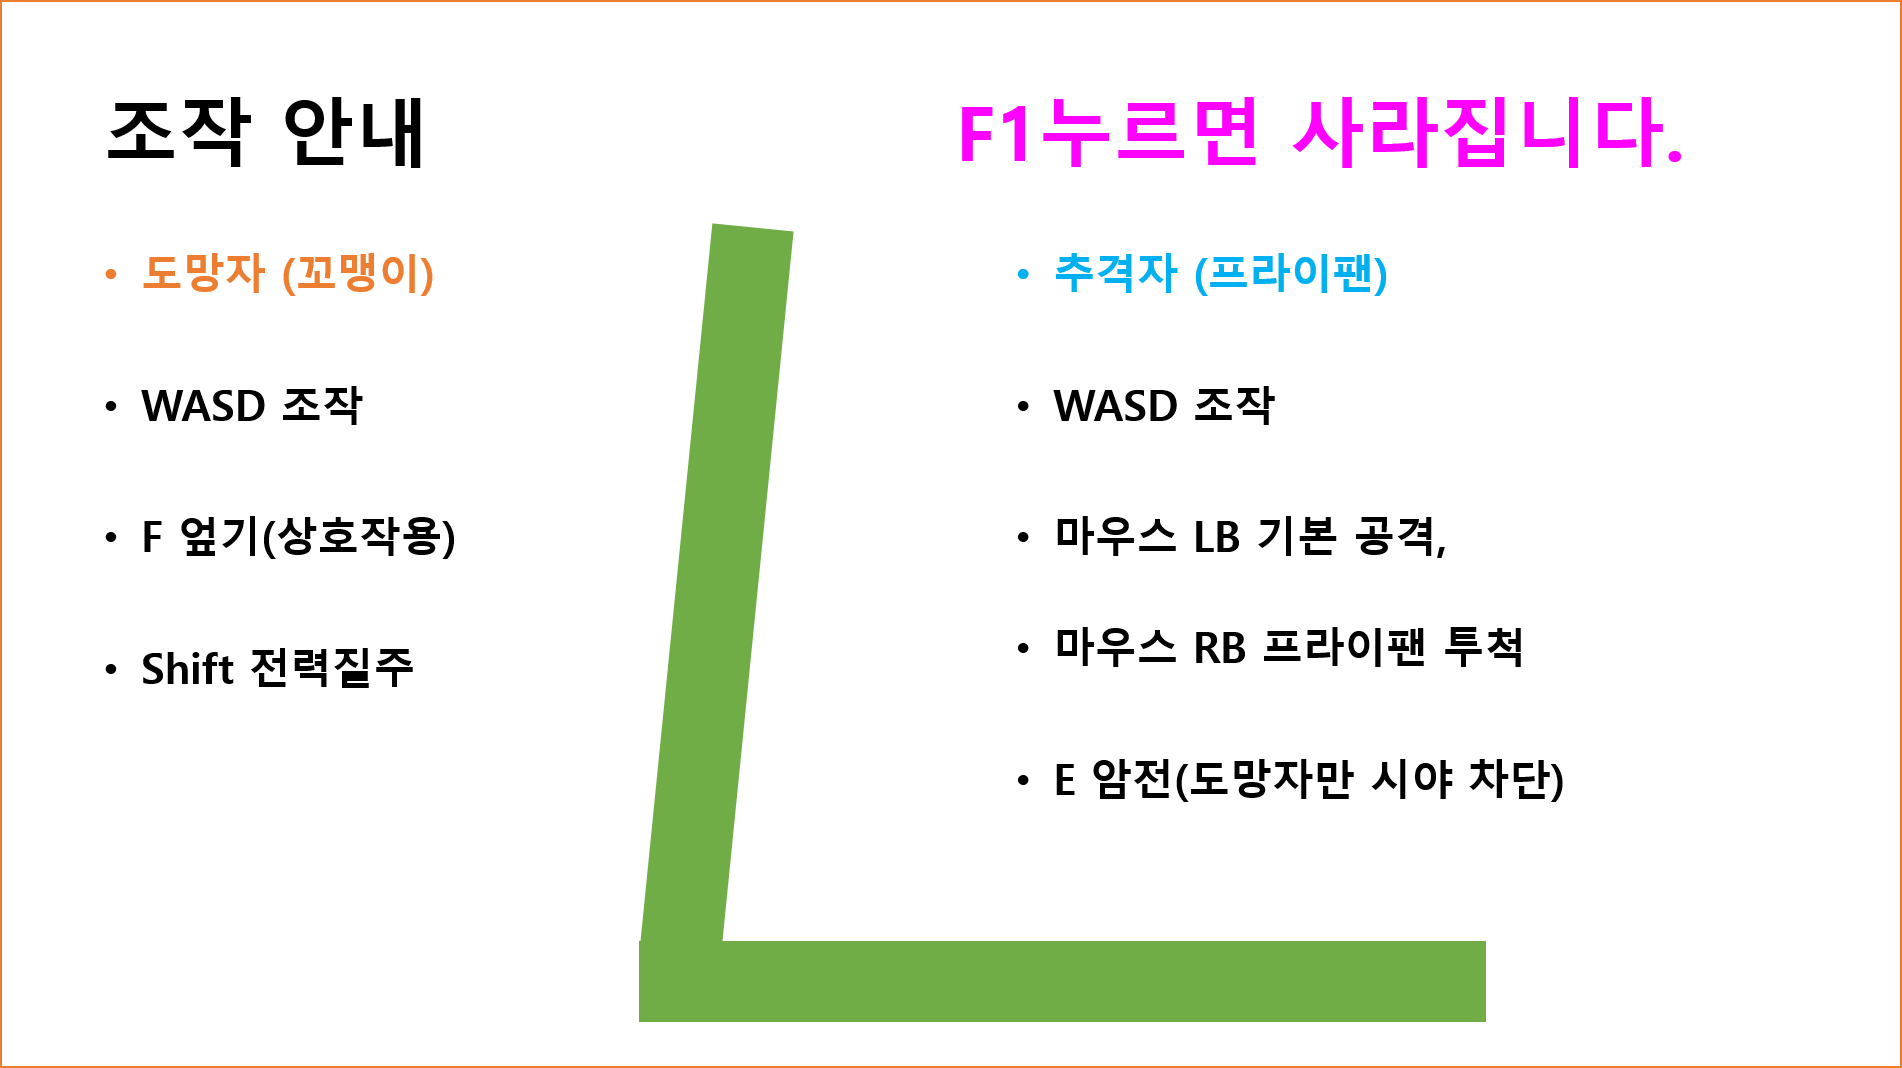 조작 안내
F1누르면 사라집니다.
• 도망자 (꼬맹이)
• WASD 조작
• F 엎기(상호작용)
• Shift 전력질주
• 추격자 (프라이팬)
• WASD 조작
• 마우스 LB 기본 공격,
• 마우스 RB 프라이팬 투척
• E 암전(도망자만 시야 차단)